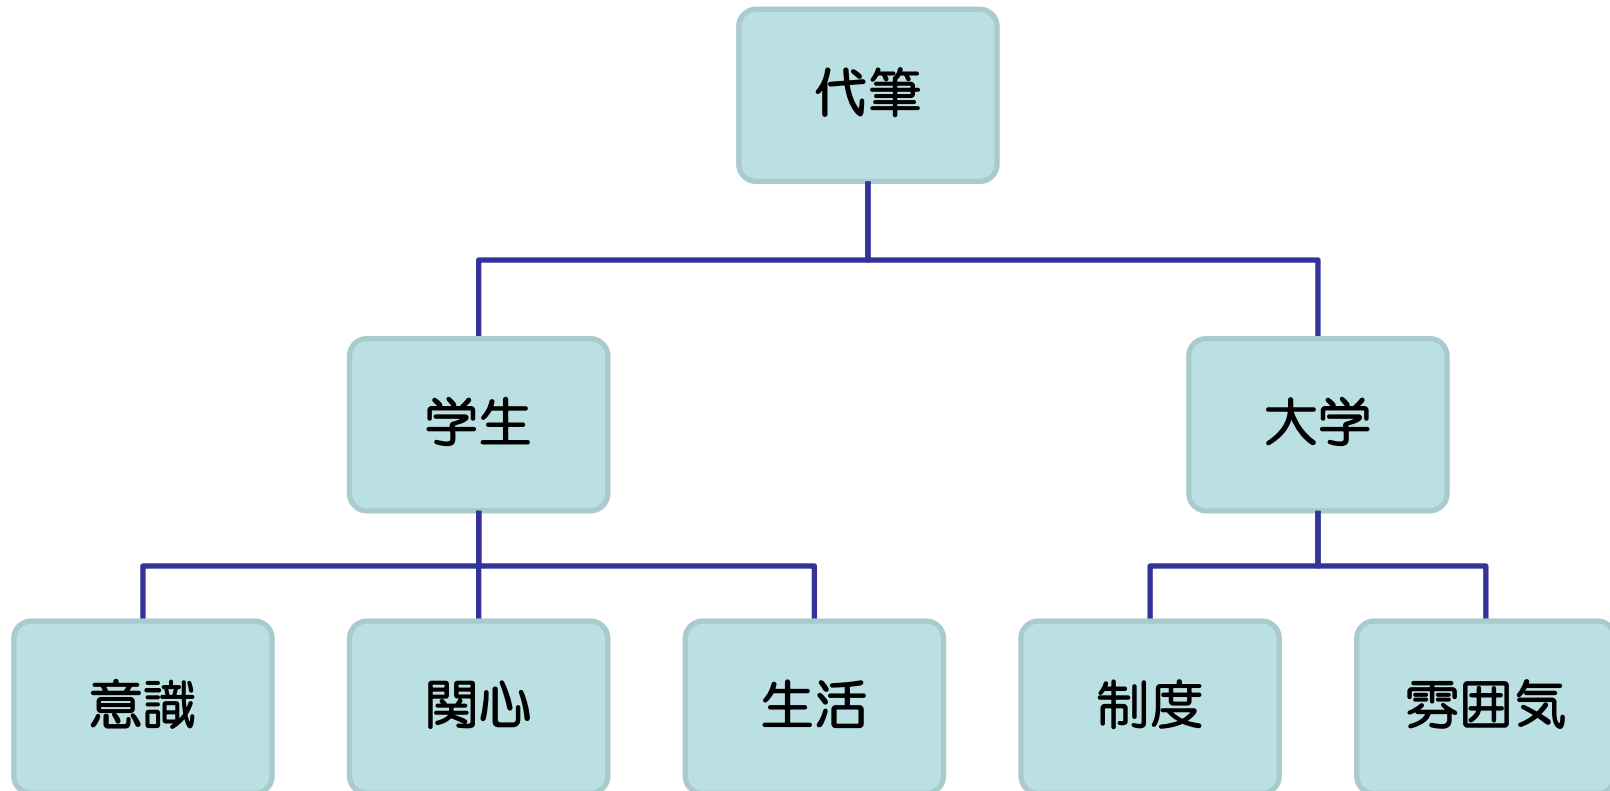 代筆
学生
大学
意識
関心
生活
制度
雰囲気